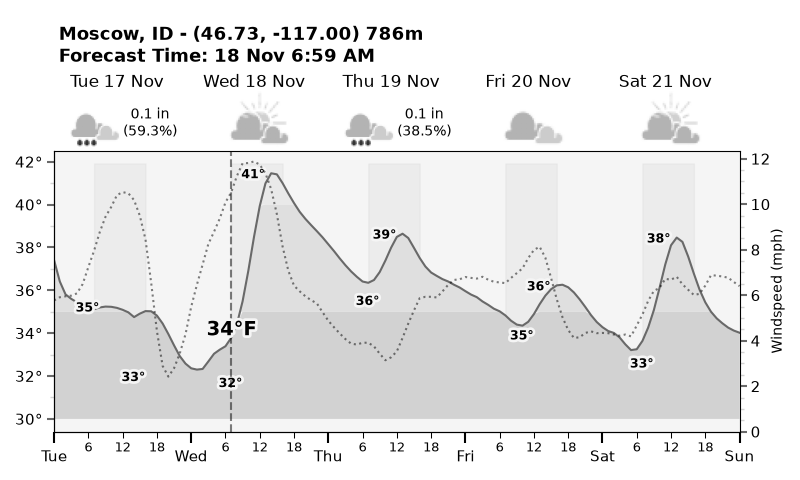 Moscow, ID - (46.73, -117.00) 786m
Forecast Time: 18 Nov 6:59 AM
Tue 17 Nov Wed 18 Nov Thu 19 Nov Fri 20 Nov Sat 21 Nov
0.1 in 0.1 in
(59.3%) (38.5%)
42° 12
41°
40° 10
39° 38°
38° 8
36° 36° 36° 6
35°
34°F 35°
34° 4
33°
32° 33° 32° 2
30° 0
Windspeed (mph)
6 12 18 6 12 18 6 12 18 6 12 18 6 12 18
Tue Wed Thu Fri Sat Sun